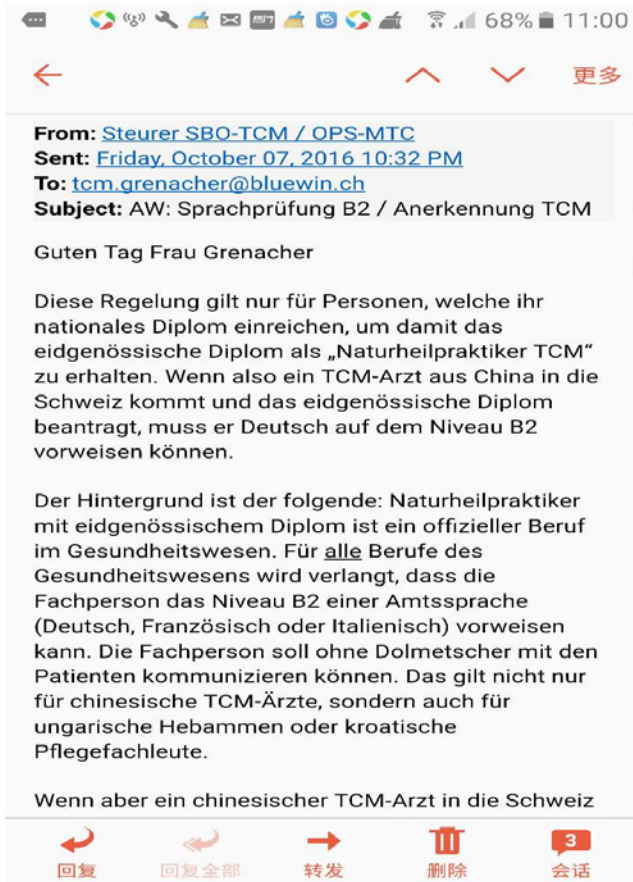 68% 11:00
更多
From: Steurer SBO-TCM / OPS-MTC
Sent: Friday, October 07, 2016 10:32 PM
To: tcm.grenacher@bluewin.ch
Subject: AW: Sprachprüfung B2 / Anerkennung TCM
Guten Tag Frau Grenacher
Diese Regelung gilt nur für Personen, welche ihr
nationales Diplom einreichen, um damit das
eidgenössische Diplom als „Naturheilpraktiker TCM“
zu erhalten. Wenn also ein TCM-Arzt aus China in die
Schweiz kommt und das eidgenössische Diplom
beantragt, muss er Deutsch auf dem Niveau B2
vorweisen können.
Der Hintergrund ist der folgende: Naturheilpraktiker
mit eidgenössischem Diplom ist ein offizieller Beruf
im Gesundheitswesen. Für alle Berufe des
Gesundheitswesens wird verlangt, dass die
Fachperson das Niveau B2 einer Amtssprache
(Deutsch, Französisch oder Italienisch) vorweisen
kann. Die Fachperson soll ohne Dolmetscher mit den
Patienten kommunizieren können. Das gilt nicht nur
für chinesische TCM-Ärzte, sondern auch für
ungarische Hebammen oder kroatische
Pflegefachleute.
Wenn aber ein chinesischer TCM-Arzt in die Schweiz
3
回复 回复全部 转发 删除 会话